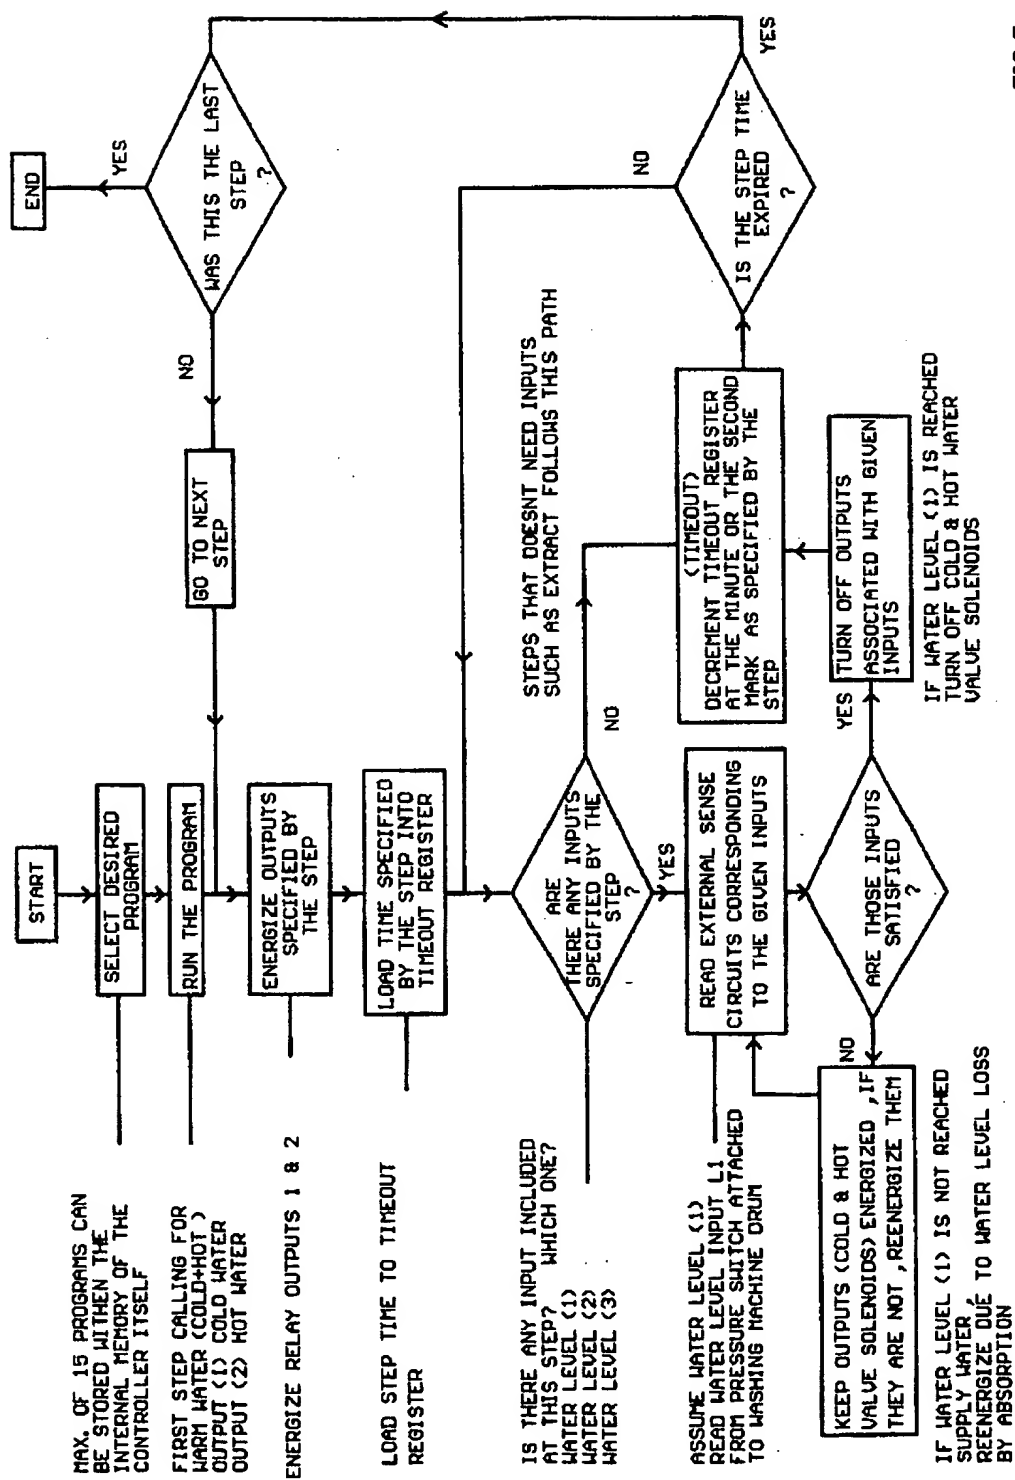 START
SELECT DESIRED
PROGRAM
RUN THE PROGRAM
ENERGIZE OUTPUTS
SPECIFIED BY
THE STEP
LOAD TIME SPECIFIED
BY THE STEP INTO
TIMEOUT REGISTER
ARE
THERE ANY INPUTS
SPECIFIED BY THE
STEP
?
YES
NO
READ EXTERNAL SENSE
CIRCUITS CORRESPONDING
TO THE GIVEN INPUTS
ARE THOSE INPUTS
SATISFIED
?
NO
YES
KEEP OUTPUTS (COLD & HOT
VALVE SOLENOIDS) ENERGIZED ,IF
THEY ARE NOT ,REENERGIZE THEM
TURN OFF OUTPUTS
ASSOCIATED WITH GIVEN
INPUTS
IF WATER LEVEL (1) IS REACHED
TURN OFF COLD & HOT WATER
VALVE SOLENOIDS
(TIMEOUT)
DECREMENT TIMEOUT REGISTER
AT THE MINUTE OR THE SECOND
MARK AS SPECIFIED BY THE
STEP
STEPS THAT DOESNT NEED INPUTS
SUCH AS EXTRACT FOLLOWS THIS PATH
IS THE STEP TIME
EXPIRED
?
NO
YES
WAS THIS THE LAST
STEP
?
YES
NO
END
GO TO NEXT
STEP
MAX. OF 15 PROGRAMS CAN
BE STORED WITHEN THE
INTERNAL MEMORY OF THE
CONTROLLER ITSELF
FIRST STEP CALLING FOR
WARM WATER (COLD+HOT )
OUTPUT (1) COLD WATER
OUTPUT (2) HOT WATER
ENERGIZE RELAY OUTPUTS 1 & 2
LOAD STEP TIME TO TIMEOUT
REGISTER
IS THERE ANY INPUT INCLUDED
AT THIS STEP? WHICH ONE?
WATER LEVEL (1)
WATER LEVEL (2)
WATER LEVEL (3)
ASSUME WATER LEVEL (1)
READ WATER LEVEL INPUT L1
FROM PRESSURE SWITCH ATTACHED
TO WASHING MACHINE DRUM
IF WATER LEVEL (1) IS NOT REACHED
SUPPLY WATER,
REENERGIZE DUE TO WATER LEVEL LOSS
BY ABSORPTION